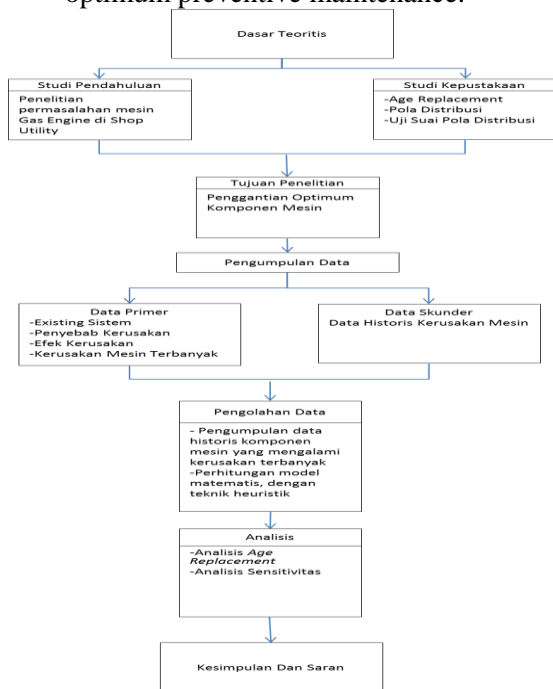 optimum preventive maintenance.
Dasar Teoritis
Studi Pendahuluan
Penelitian
permasalahan mesin
Gas Engine di Shop
Utility
Studi Kepustakaan
-Age Replacement
-Pola Distribusi
-Uji Suai Pola Distribusi
Tujuan Penelitian
Penggantian Optimum
Komponen Mesin
Pengumpulan Data
Data Primer
-Existing Sistem
-Penyebab Kerusakan
-Efek Kerusakan
-Kerusakan Mesin Terbanyak
Data Skunder
Data Historis Kerusakan Mesin
Pengolahan Data
- Pengumpulan data
historis komponen
mesin yang mengalami
kerusakan terbanyak
-Perhitungan model
matematis, dengan
teknik heuristik
Analisis
-Analisis Age
Replacement
-Analisis Sensitivitas
Kesimpulan Dan Saran